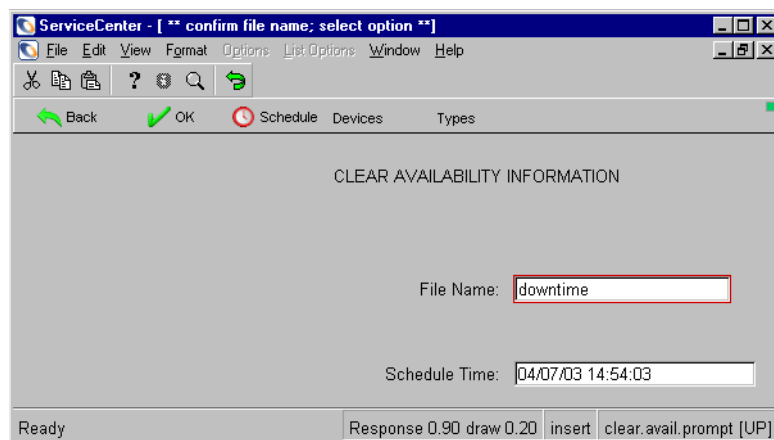 ServiceCenter - [ ** confirm file name; select option **]
File Edit View Format Options List Options Window Help
Back OK Schedule Devices Types
CLEAR AVAILABILITY INFORMATION
File Name: downtime
Schedule Time: 04/07/03 14:54:03
Ready Response 0.90 draw 0.20 insert clear.avail.prompt [UP]